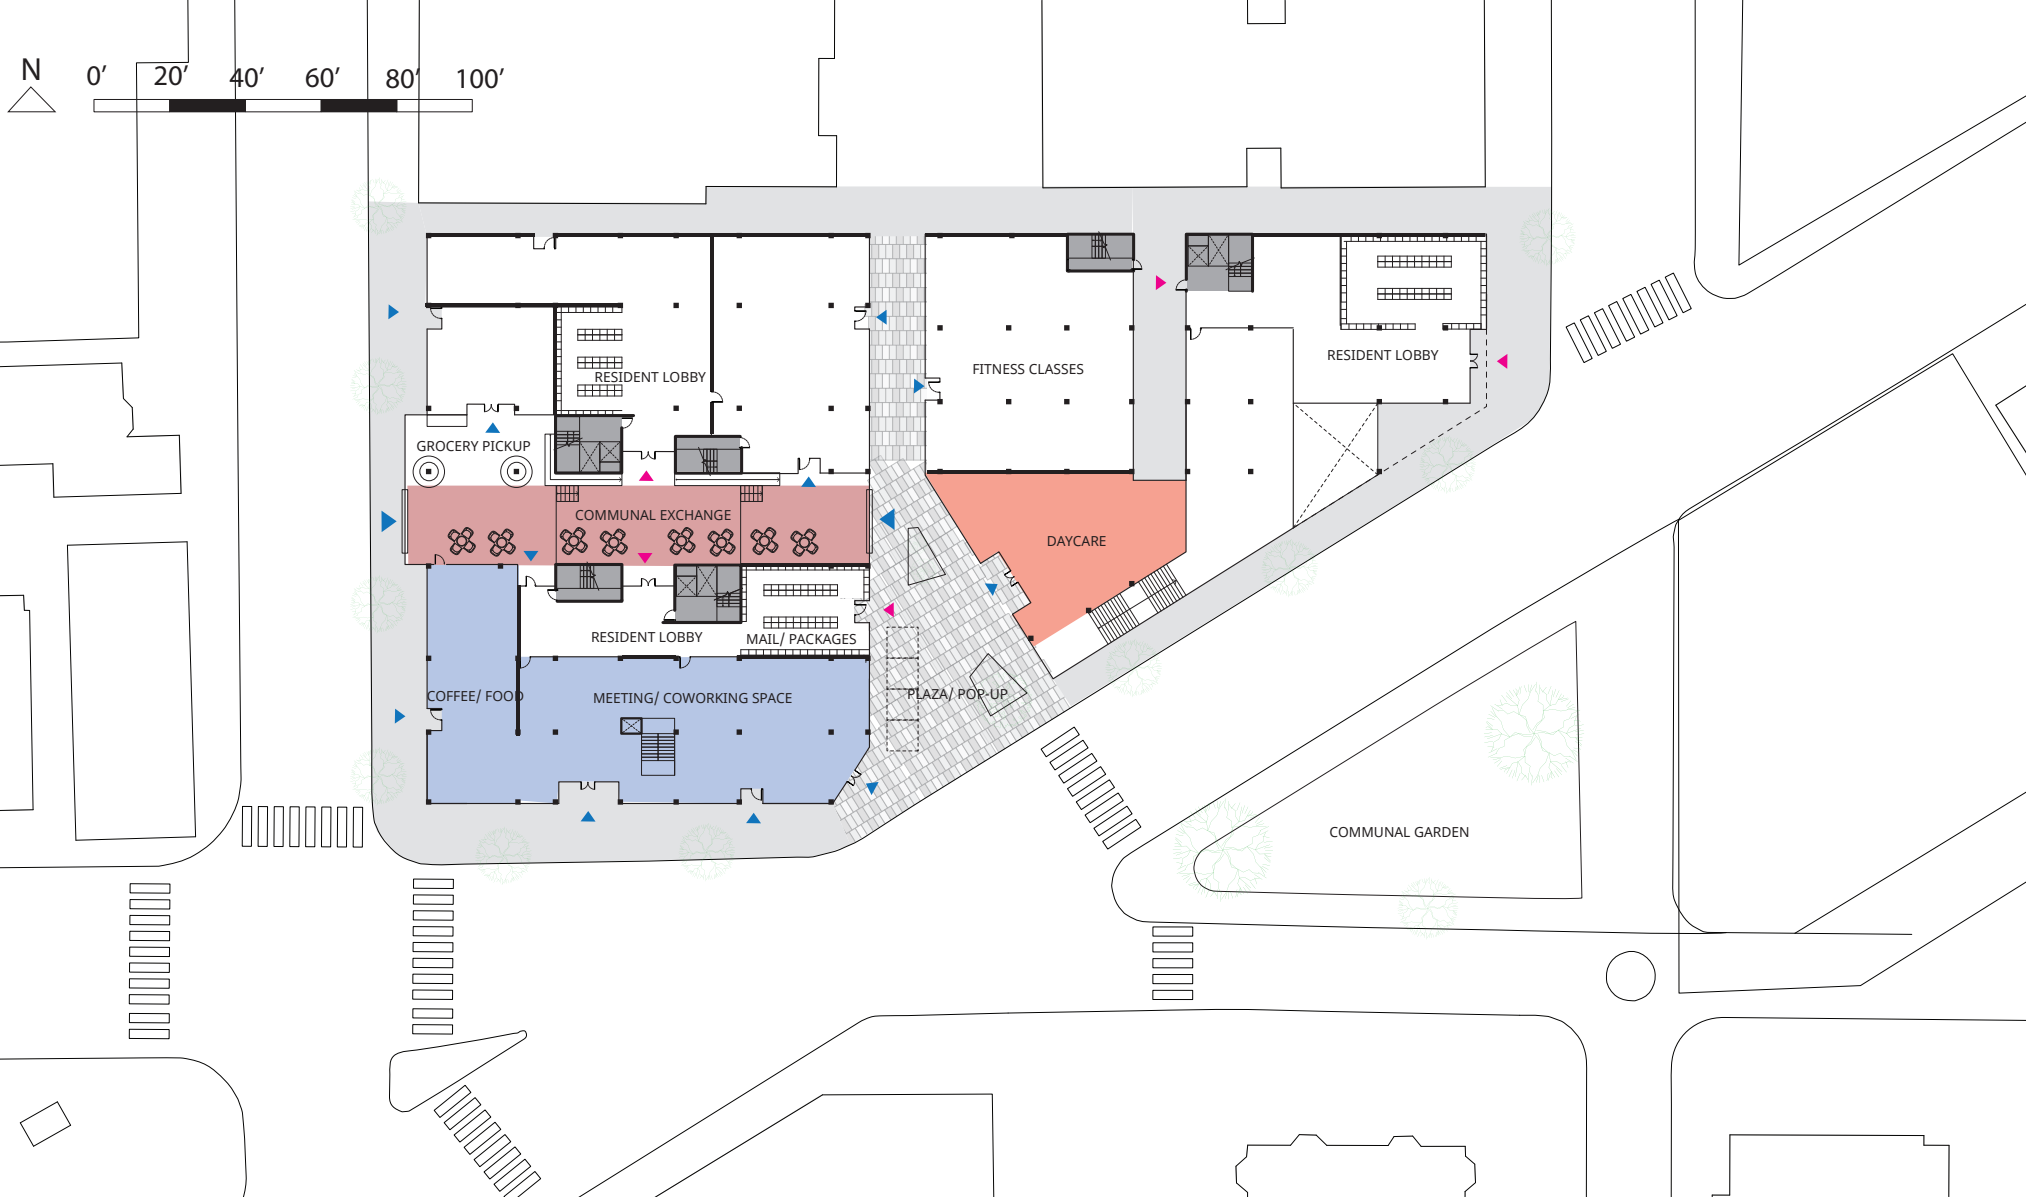 N
0’ 20’ 40’ 60’ 80’ 100’
RESIDENT LOBBY
FITNESS CLASSES
RESIDENT LOBBY
GROCERY PICKUP
COMMUNAL EXCHANGE
DAYCARE
RESIDENT LOBBY
MAIL/ PACKAGES
COFFEE/ FOOD
MEETING/ COWORKING SPACE
PLAZA/ POP-UP
COMMUNAL GARDEN